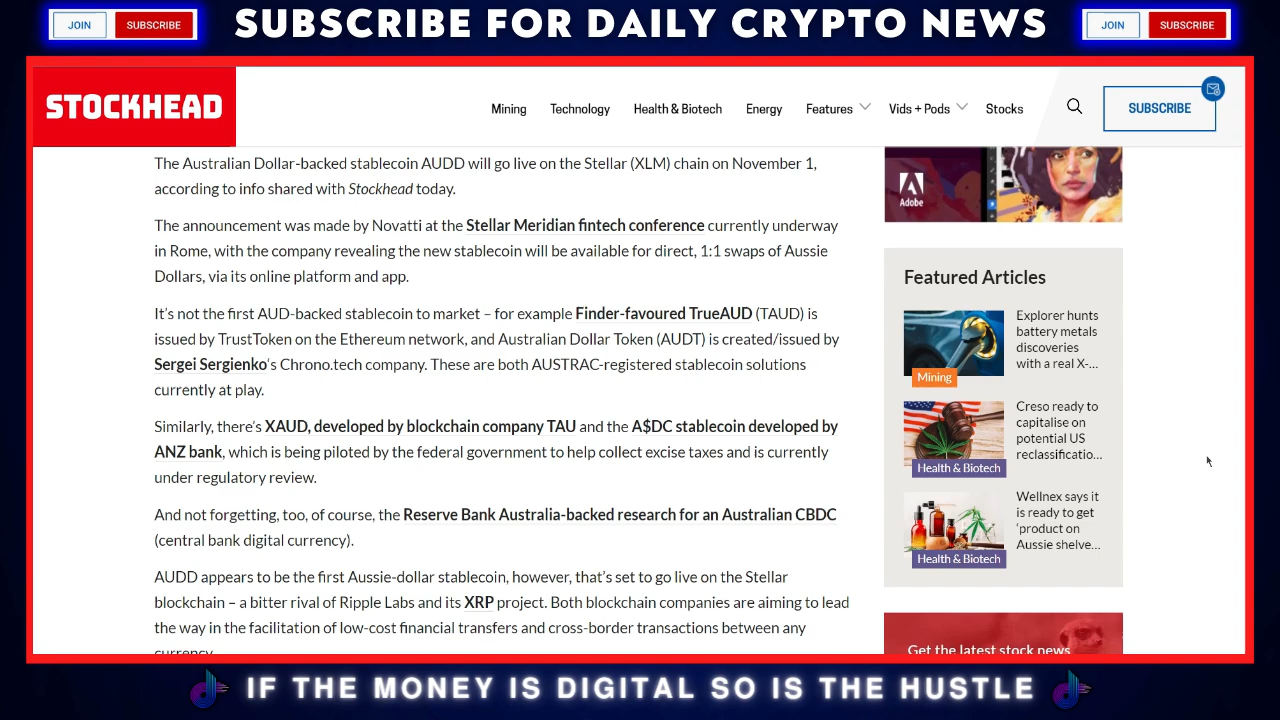 JOIN SUBSCRIBE
SUBSCRIBE FOR DAILY CRYPTO NEWS
JOIN SUBSCRIBE
STOCKHEAD
Mining Technology Health & Biotech Energy Features Vids + Pods Stocks
SUBSCRIBE
The Australian Dollar-backed stablecoin AUDD will go live on the Stellar (XLM) chain on November 1,
according to info shared with Stockhead today.
The announcement was made by Novatti at the Stellar Meridian fintech conference currently underway
in Rome, with the company revealing the new stablecoin will be available for direct, 1:1 swaps of Aussie
Dollars, via its online platform and app.
It’s not the first AUD-backed stablecoin to market – for example Finder-favoured TrueAUD (TAUD) is
issued by TrustToken on the Ethereum network, and Australian Dollar Token (AUDT) is created/issued by
Sergei Sergienko‘s Chrono.tech company. These are both AUSTRAC-registered stablecoin solutions
currently at play.
Similarly, there’s XAUD, developed by blockchain company TAU and the A$DC stablecoin developed by
ANZ bank, which is being piloted by the federal government to help collect excise taxes and is currently
under regulatory review.
And not forgetting, too, of course, the Reserve Bank Australia-backed research for an Australian CBDC
(central bank digital currency).
AUDD appears to be the first Aussie-dollar stablecoin, however, that’s set to go live on the Stellar
blockchain – a bitter rival of Ripple Labs and its XRP project. Both blockchain companies are aiming to lead
the way in the facilitation of low-cost financial transfers and cross-border transactions between any
currency.
Adobe
Featured Articles
Explorer hunts
battery metals
discoveries
with a real X-...
Mining
Creso ready to
capitalise on
potential US
reclassificatio...
Health & Biotech
Wellnex says it
is ready to get
‘product on
Aussie shelve...
Health & Biotech
Get the latest stock news
IF THE MONEY IS DIGITAL SO IS THE HUSTLE